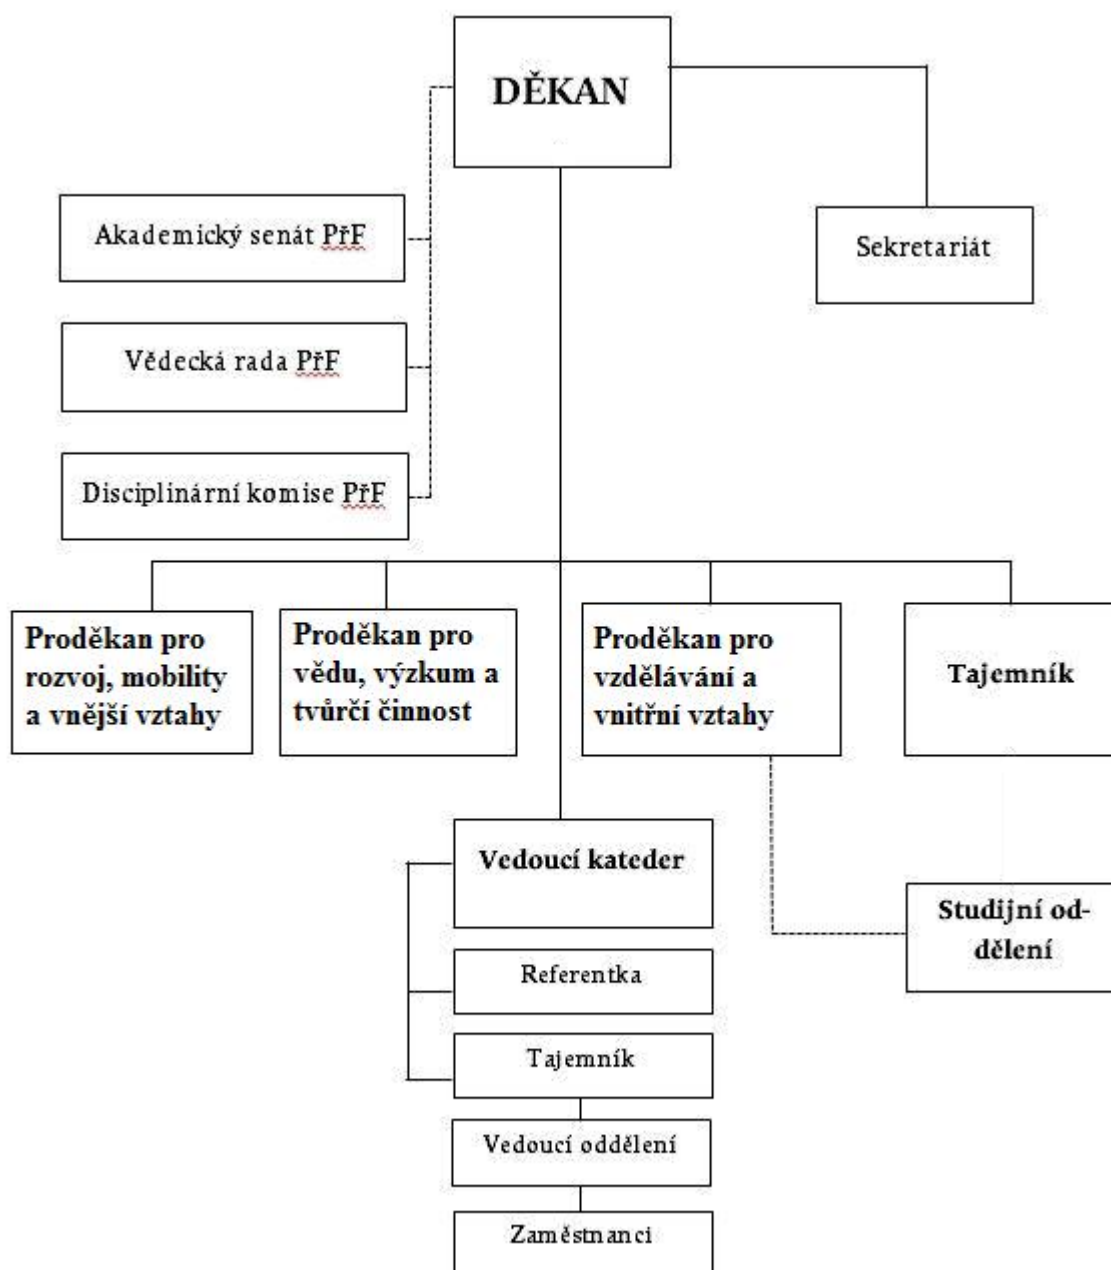 DĚKAN
Akademický senát PřF
Sekretariát
Vědecká rada PřF
Disciplinární komise PřF
Proděkan pro
rozvoj, mobility
a vnější vztahy
Proděkan pro
vědu, výzkum a
tvůrčí činnost
Proděkan pro
vzdělávání a
vnitřní vztahy
Tajemník
Vedoucí kateder
Studijní od-
dělení
Referentka
Tajemník
Vedoucí oddělení
Zaměstnanci